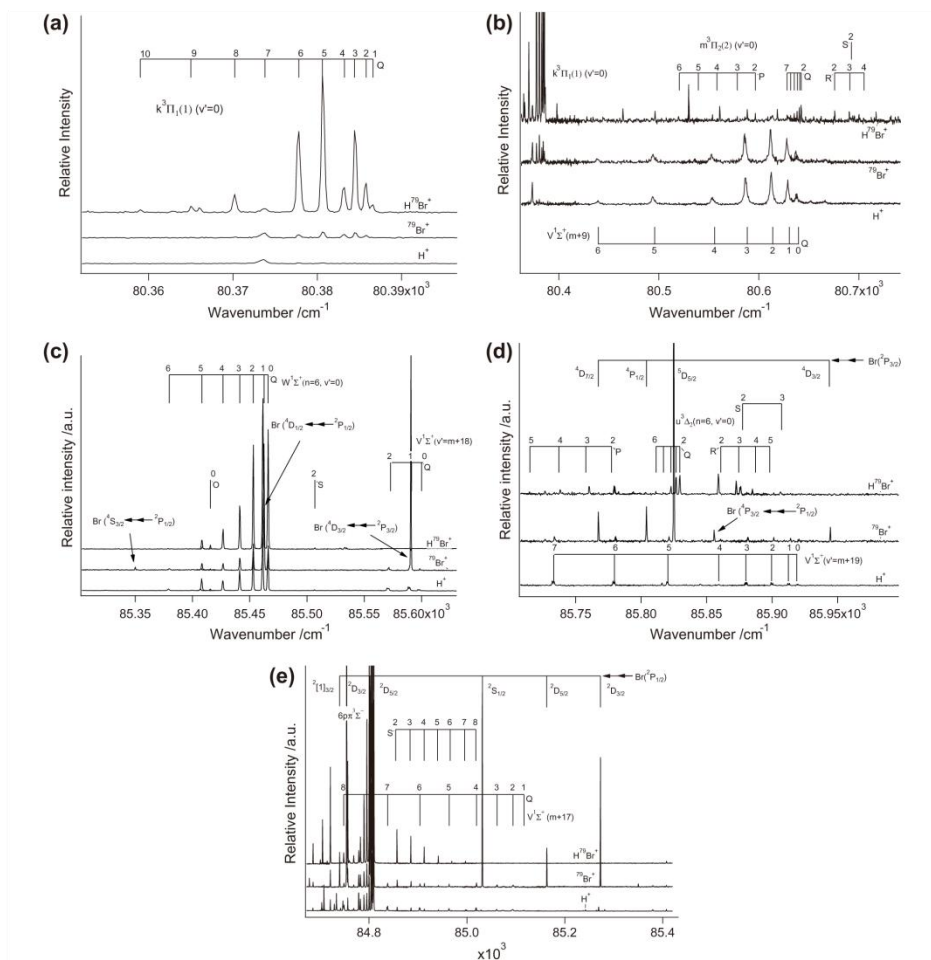 (a)
10 9 8 7 6 5 4 3 2 1
Q
k³Π₁(1) (v'=0)
H⁷⁹Br⁺
⁷⁹Br⁺
H⁺
Relative Intensity
80.36 80.37 80.38 80.39x10³
Wavenumber /cm⁻¹
(b)
m³Π₂(2) (v'=0)
k³Π₁(1) (v'=0)
2
S
6 5 4 3 2 P
7 2 Q
R 2 3 4
H⁷⁹Br⁺
⁷⁹Br⁺
H⁺
V¹Σ⁺(m+9)
6 5 4 3 2 1 0 Q
Relative Intensity
80.4 80.5 80.6 80.7x10³
Wavenumber /cm⁻¹
(c)
6 5 4 3 2 1 0
Q W¹Σ⁺(n=6, v'=0)
Br (⁴D₁/₂ ²P₁/₂)
V¹Σ⁺(v'=m+18)
2 1 0
Q
0
O
2
S
Br (⁴S₃/₂ ²P₁/₂)
Br (⁴D₃/₂ ²P₃/₂)
H⁷⁹Br⁺
⁷⁹Br⁺
H⁺
Relative intensity /a.u.
85.35 85.40 85.45 85.50 85.55 85.60x10³
Wavenumber /cm⁻¹
(d)
Br(²P₃/₂)
⁴D₇/₂ ⁴P₁/₂ ⁵D₅/₂ ⁴D₃/₂
2 3
S
u³Δ₂(n=6, v'=0)
5 4 3 2 P
6 2 Q
R 2 3 4 5
H⁷⁹Br⁺
Br (⁴P₃/₂ ²P₁/₂)
⁷⁹Br⁺
7 6 5 4 3 2 1 0
V¹Σ⁺(v'=m+19)
H⁺
Relative Intensity /a.u.
85.75 85.80 85.85 85.90 85.95x10³
Wavenumber /cm⁻¹
(e)
Br(²P₁/₂)
²[1]₃/₂ ²D₃/₂ ²D₅/₂ ²S₁/₂ ²D₅/₂ ²D₃/₂
6pπ³Σ⁻
2 3 4 5 6 7 8
S
8 7 6 5 4 3 2 1
Q
V¹Σ⁺(m+17)
H⁷⁹Br⁺
⁷⁹Br⁺
H⁺
Relative Intensity /a.u.
84.8 85.0 85.2 85.4
x10³